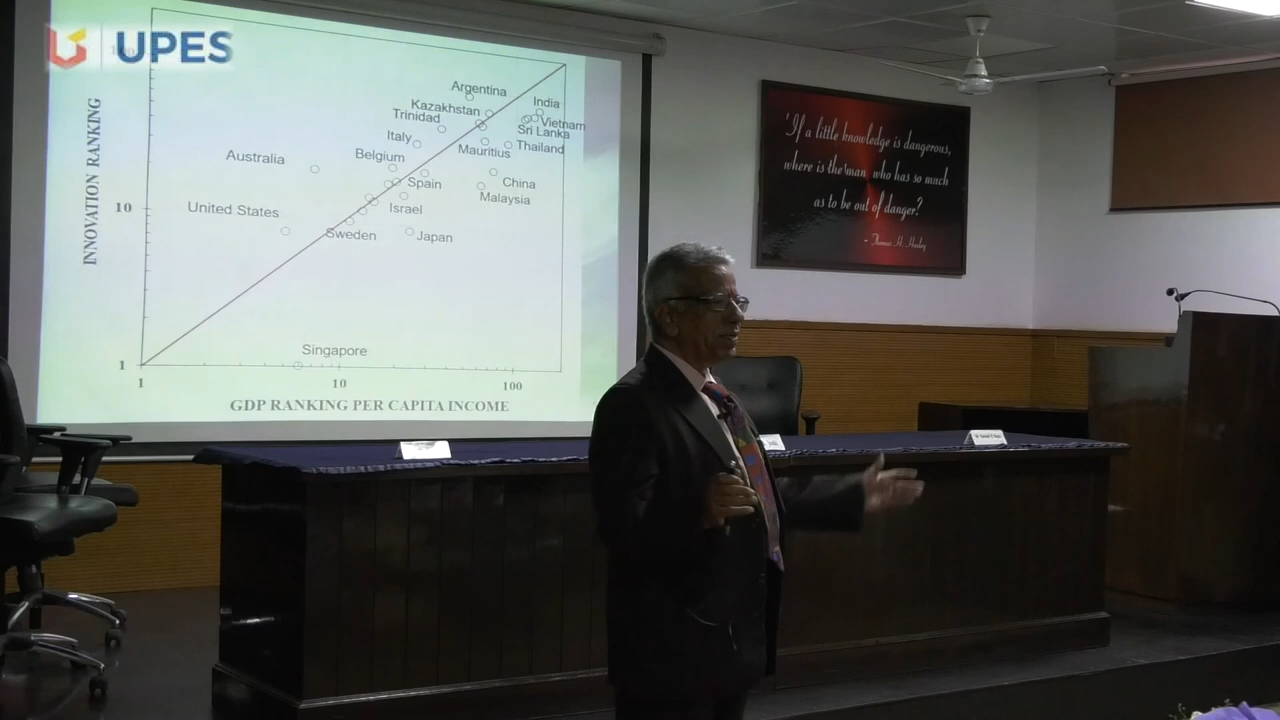 UPES
INNOVATION RANKING
10
1
Argentina
India
Kazakhstan
Trinidad
Vietnam
Sri Lanka
Italy
Thailand
Mauritius
Belgium
Australia
Spain
China
Malaysia
United States
Israel
Sweden
Japan
Singapore
1
10
100
GDP RANKING PER CAPITA INCOME
'If a little knowledge is dangerous,
where is the man who has so much
as to be out of danger?
- Thomas H. Huxley